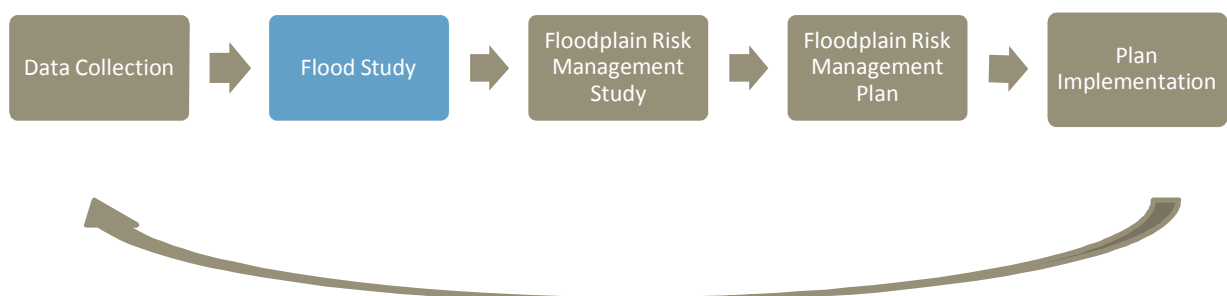 Data Collection
Flood Study
Floodplain Risk
Management
Study
Floodplain Risk
Management
Plan
Plan
Implementation